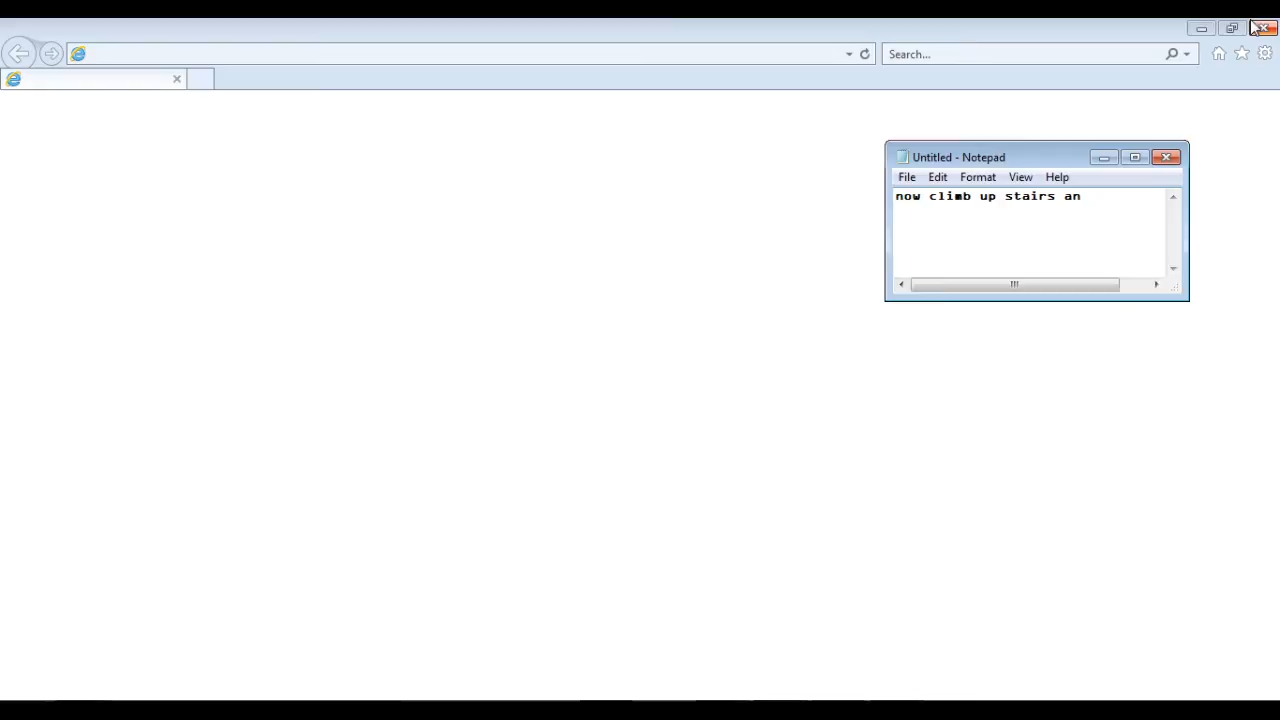 Search...
Untitled - Notepad
File Edit Format View Help
now climb up stairs an